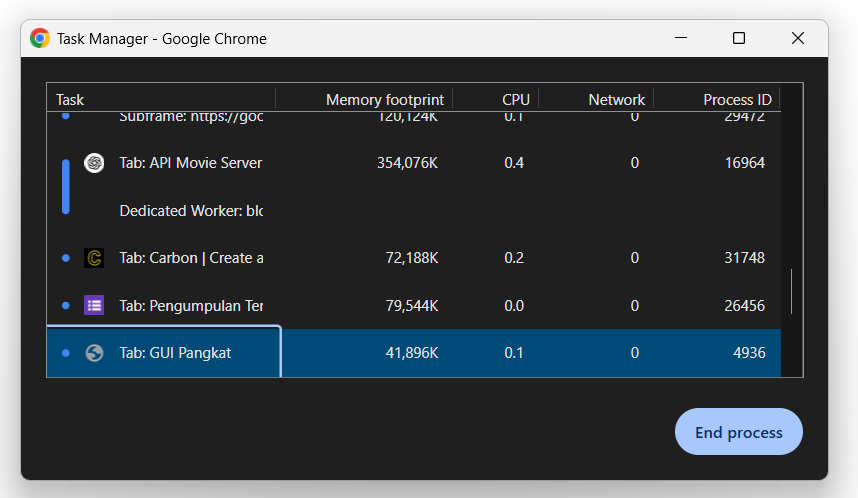 Task Manager - Google Chrome
Task Memory footprint CPU Network Process ID
Subframe: https://goc 120,124K 0.1 0 29472
Tab: API Movie Server 354,076K 0.4 0 16964
Dedicated Worker: blc
Tab: Carbon | Create a 72,188K 0.2 0 31748
Tab: Pengumpulan Ter 79,544K 0.0 0 26456
Tab: GUI Pangkat 41,896K 0.1 0 4936
End process